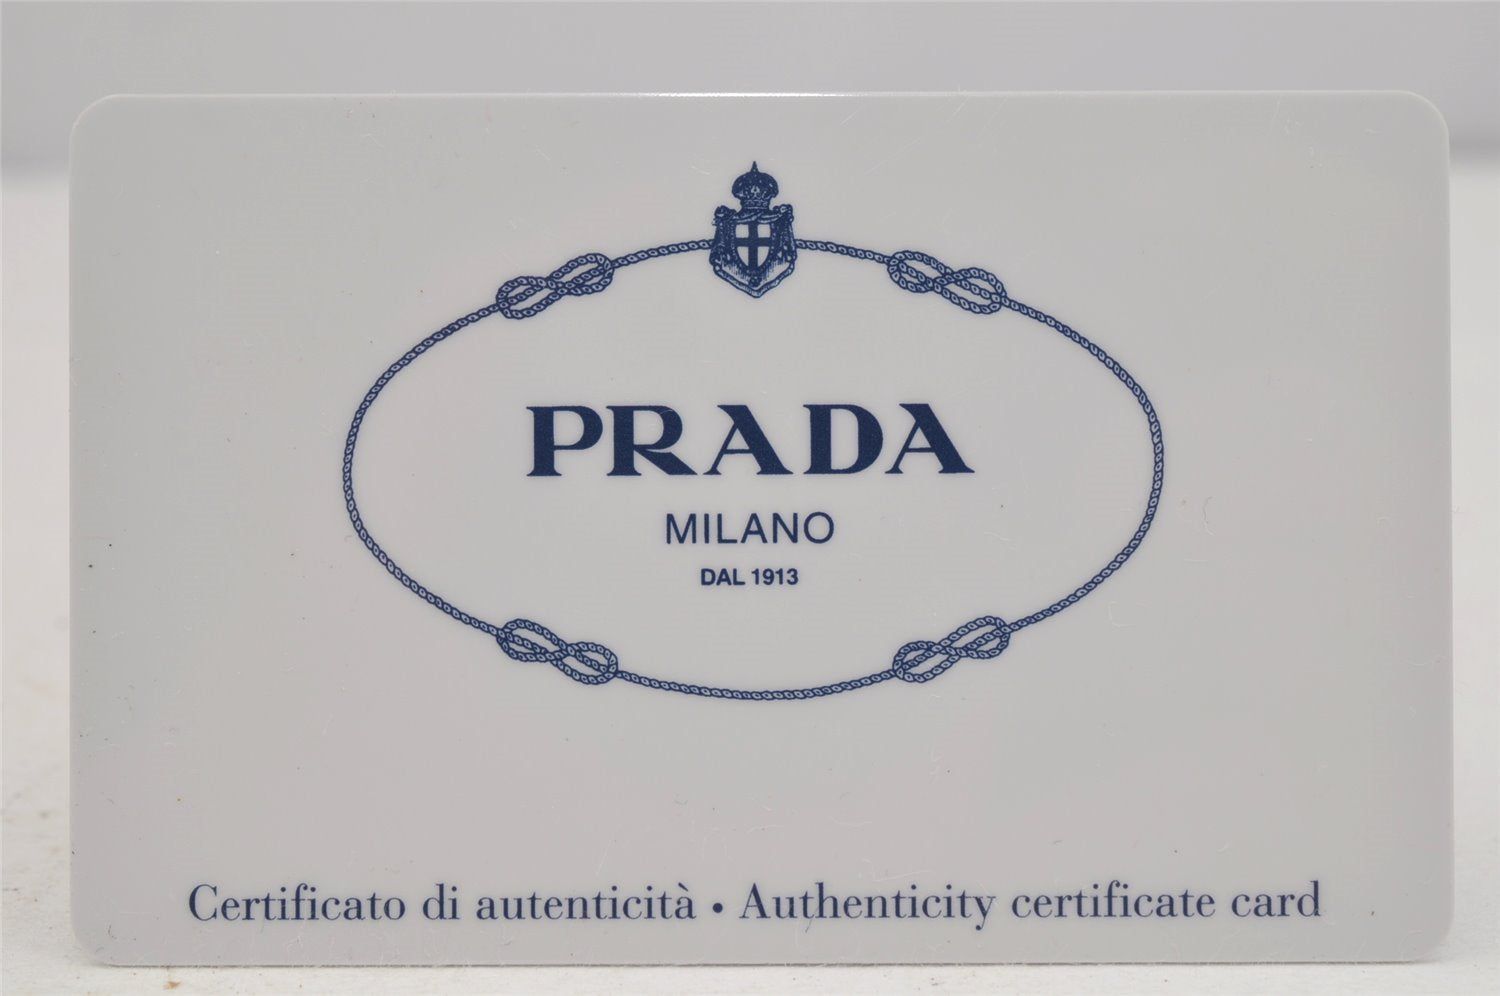 PRADA
MILANO
DAL 1913
Certificato di autenticità • Authenticity certificate card